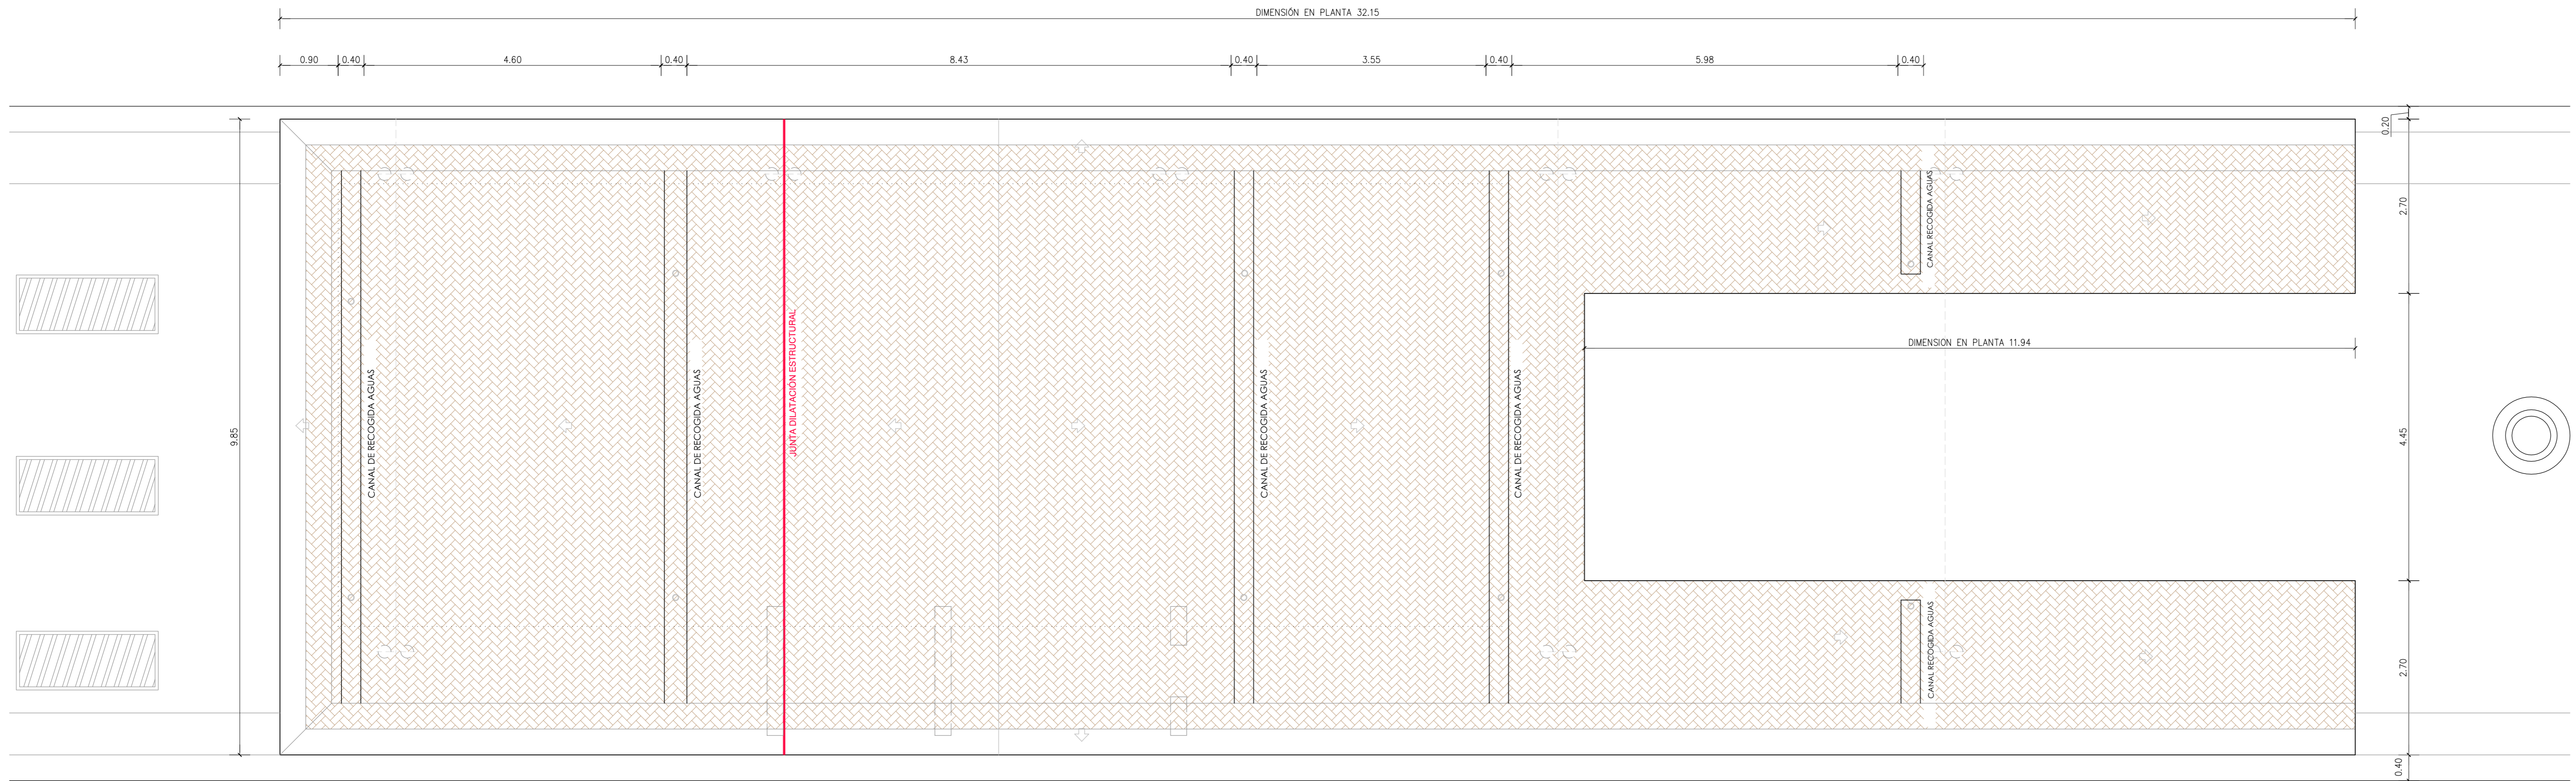 DIMENSIÓN EN PLANTA 32.15
0.90
0.40
4.60
0.40
8.43
0.40
3.55
0.40
5.98
0.40
0.20
2.70
CANAL RECOGIDA AGUAS
JUNTA DILATACIÓN ESTRUCTURAL
DIMENSION EN PLANTA 11.94
CANAL DE RECOGIDA AGUAS
CANAL DE RECOGIDA AGUAS
CANAL DE RECOGIDA AGUAS
CANAL DE RECOGIDA AGUAS
9.85
4.45
CANAL RECOGIDA AGUAS
2.70
0.40